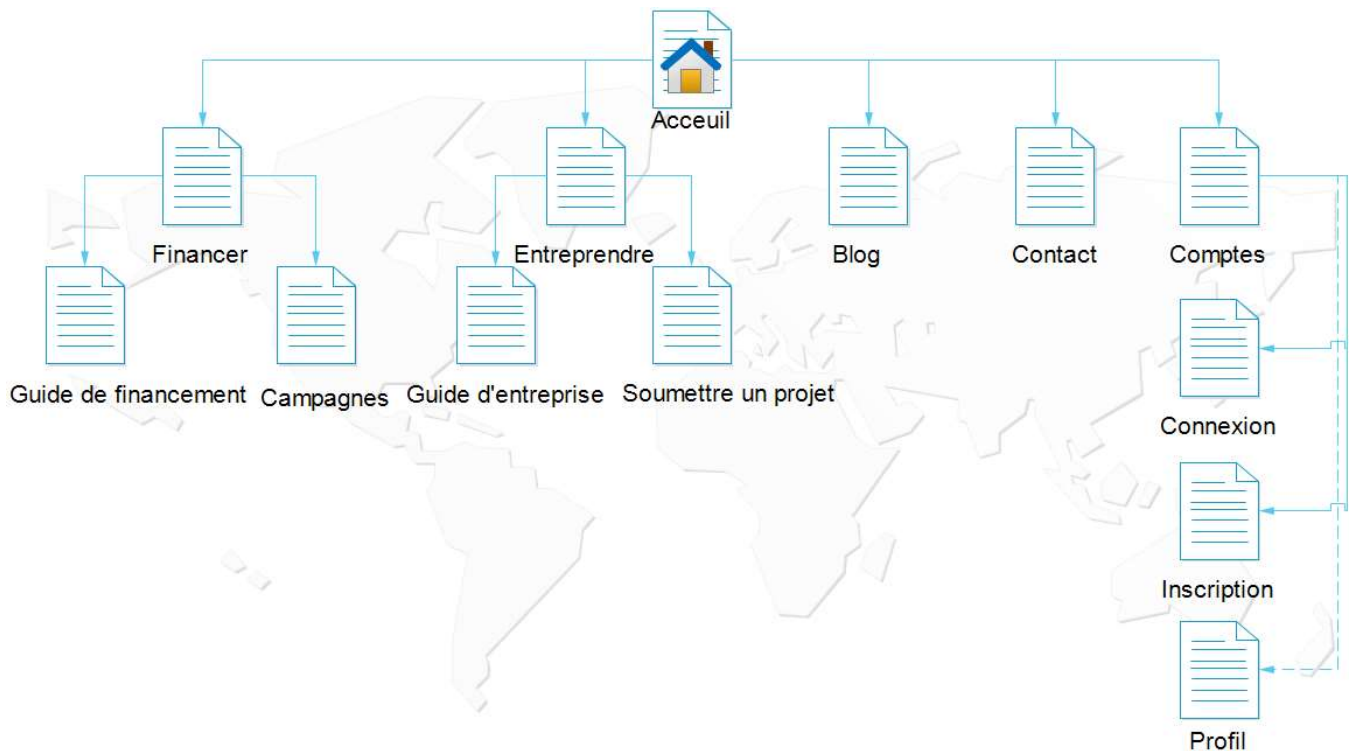 Acceuil
Financer
Entreprendre
Blog
Contact
Comptes
Guide de financement
Campagnes
Guide d'entreprise
Soumettre un projet
Connexion
Inscription
Profil